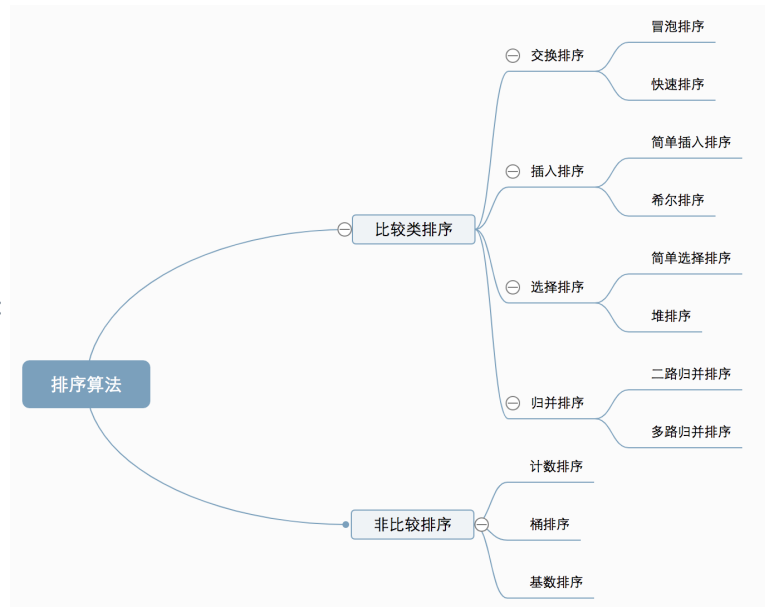 排序算法
比较类排序
交换排序
冒泡排序
快速排序
插入排序
简单插入排序
希尔排序
选择排序
简单选择排序
堆排序
归并排序
二路归并排序
多路归并排序
非比较排序
计数排序
桶排序
基数排序